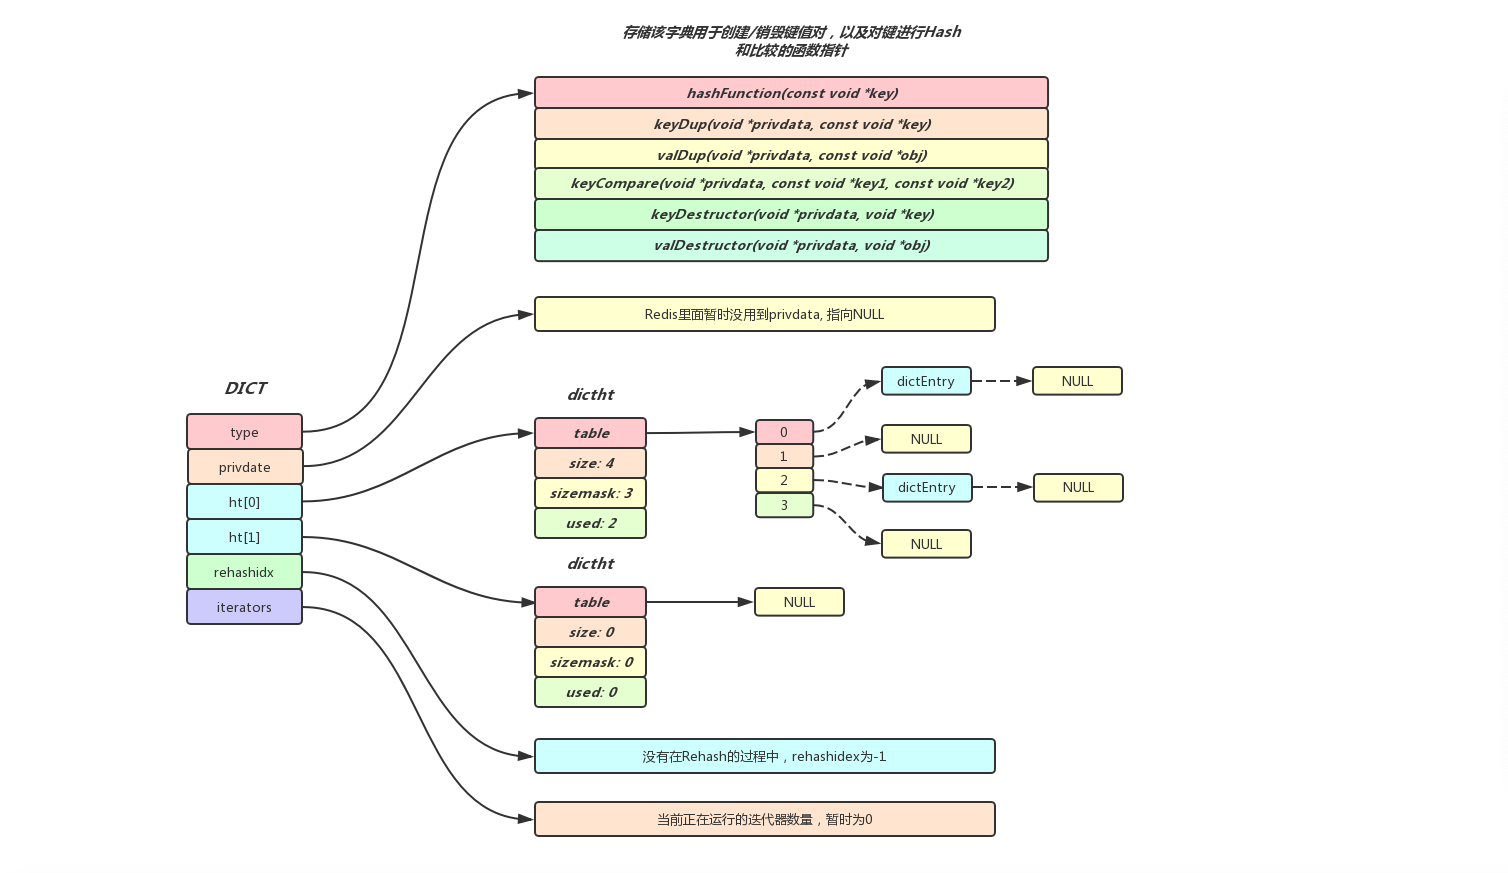 存储该字典用于创建/销毁键值对，以及对键进行Hash
和比较的函数指针
hashFunction(const void *key)
keyDup(void *privdata, const void *key)
valDup(void *privdata, const void *obj)
keyCompare(void *privdata, const void *key1, const void *key2)
keyDestructor(void *privdata, void *key)
valDestructor(void *privdata, void *obj)
Redis里面暂时没用到privdata, 指向NULL
DICT
type
privdate
ht[0]
ht[1]
rehashidx
iterators
dictht
table
size: 4
sizemask: 3
used: 2
0
1
2
3
dictEntry
NULL
NULL
dictEntry
NULL
NULL
dictht
table
size: 0
sizemask: 0
used: 0
NULL
没有在Rehash的过程中，rehashidex为-1
当前正在运行的迭代器数量，暂时为0